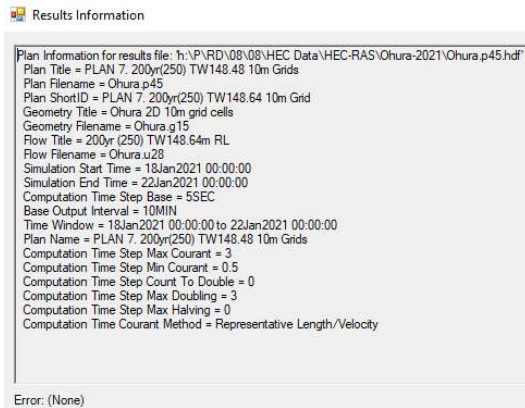 Results Information
Plan Information for results file: 'h:\P\RD\08\08\HEC Data\HEC-RAS\Ohura-2021\Ohura.p45.hdf'
Plan Title = PLAN 7. 200yr(250) TW148.48 10m Grids
Plan Filename = Ohura.p45
Plan ShortID = PLAN 7. 200yr(250) TW148.64 10m Grid
Geometry Title = Ohura 2D 10m grid cells
Geometry Filename = Ohura.g15
Flow Title = 200yr (250) TW148.64m RL
Flow Filename = Ohura.u28
Simulation Start Time = 18Jan2021 00:00:00
Simulation End Time = 22Jan2021 00:00:00
Computation Time Step Base = 5SEC
Base Output Interval = 10MIN
Time Window = 18Jan2021 00:00:00 to 22Jan2021 00:00:00
Plan Name = PLAN 7. 200yr(250) TW148.48 10m Grids
Computation Time Step Max Courant = 3
Computation Time Step Min Courant = 0.5
Computation Time Step Count To Double = 0
Computation Time Step Max Doubling = 3
Computation Time Step Max Halving = 0
Computation Time Courant Method = Representative Length/Velocity
Error: (None)